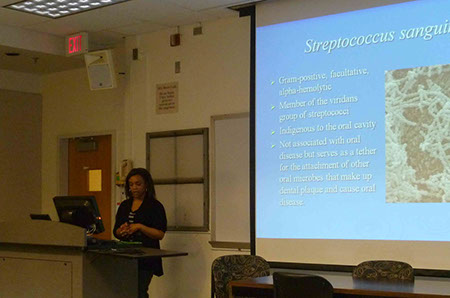 EXIT
Streptococcus sangui
➢ Gram-positive, facultative,
alpha-hemolytic
➢ Member of the viridans
group of streptococci
➢ Indigenous to the oral cavity
➢ Not associated with oral
disease but serves as a tether
for the attachment of other
oral microbes that make up
dental plaque and cause oral
disease.